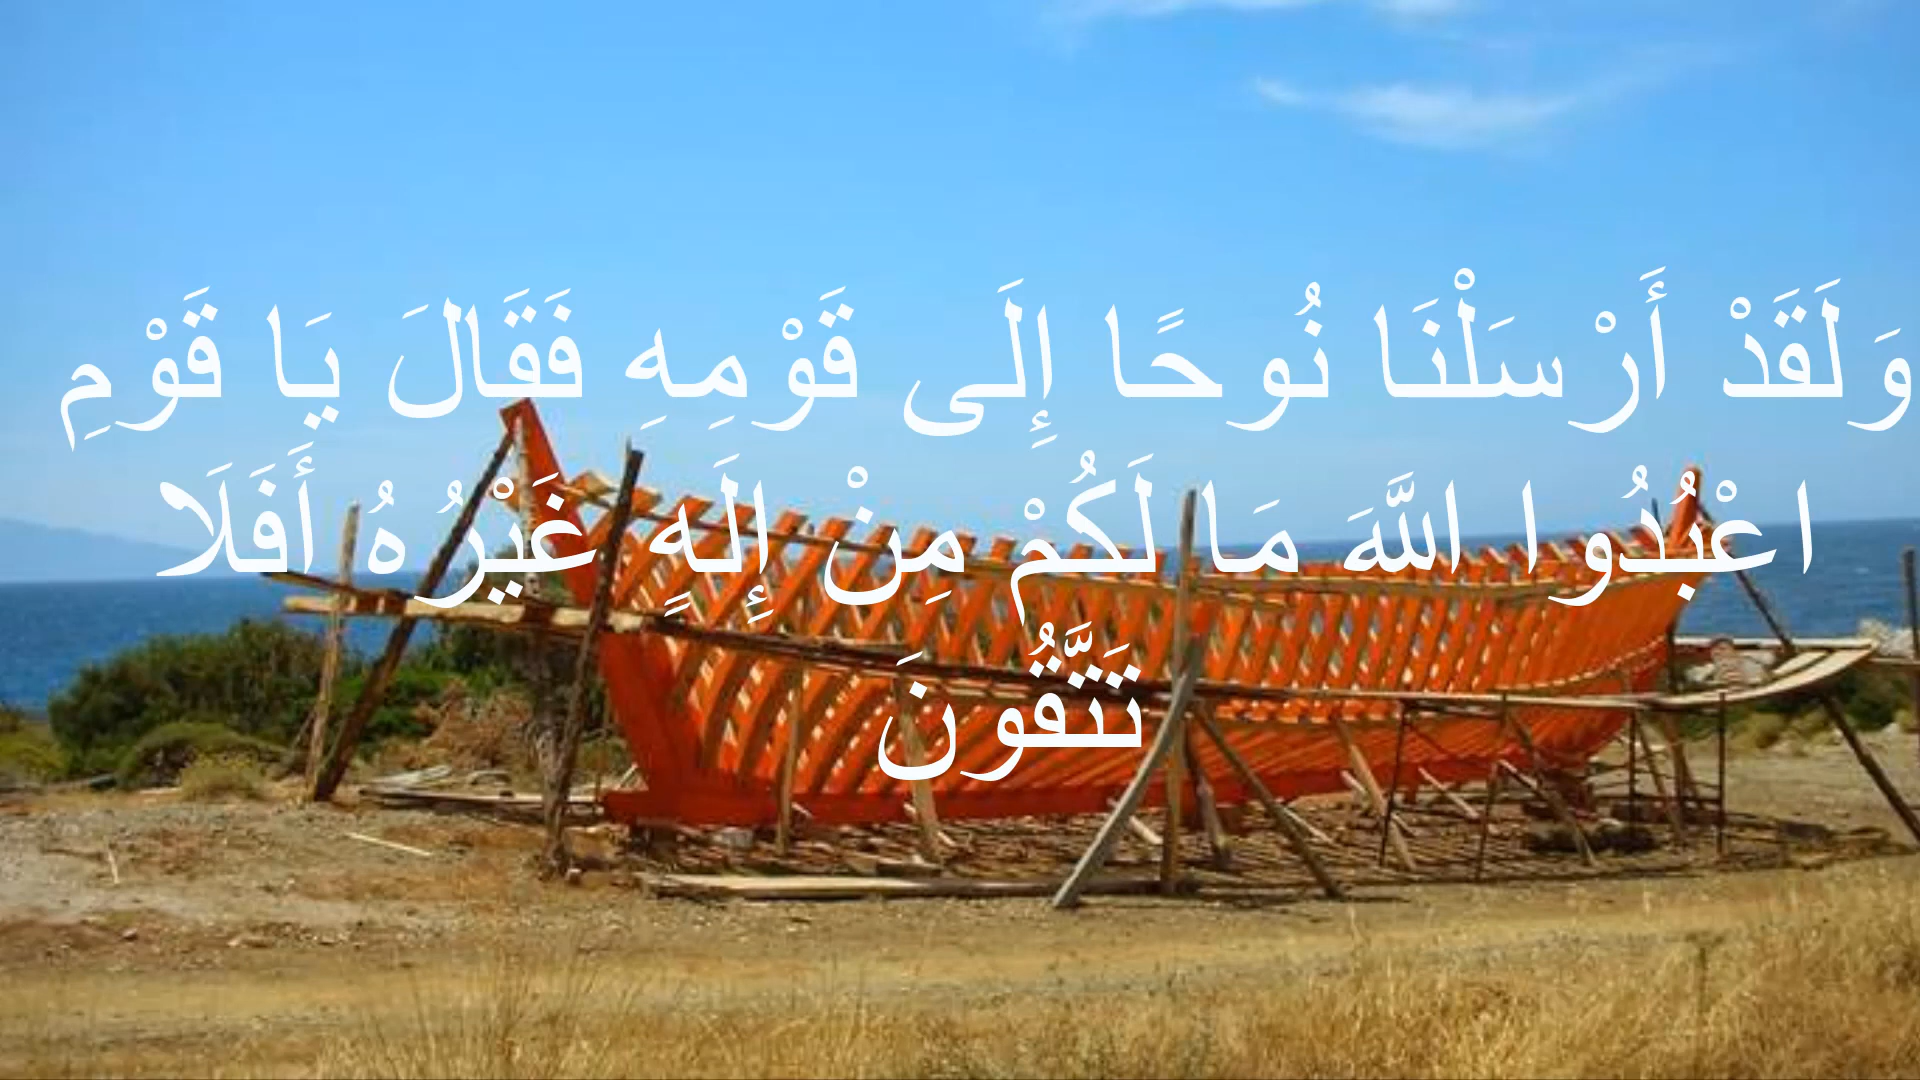 وَلَقَدْ أَرْسَلْنَا نُوحًا إِلَى قَوْمِهِ فَقَالَ يَا قَوْمِ
اعْبُدُوا اللَّهَ مَا لَكُمْ مِنْ إِلَهٍ غَيْرُهُ أَفَلَا
تَتَّقُونَ